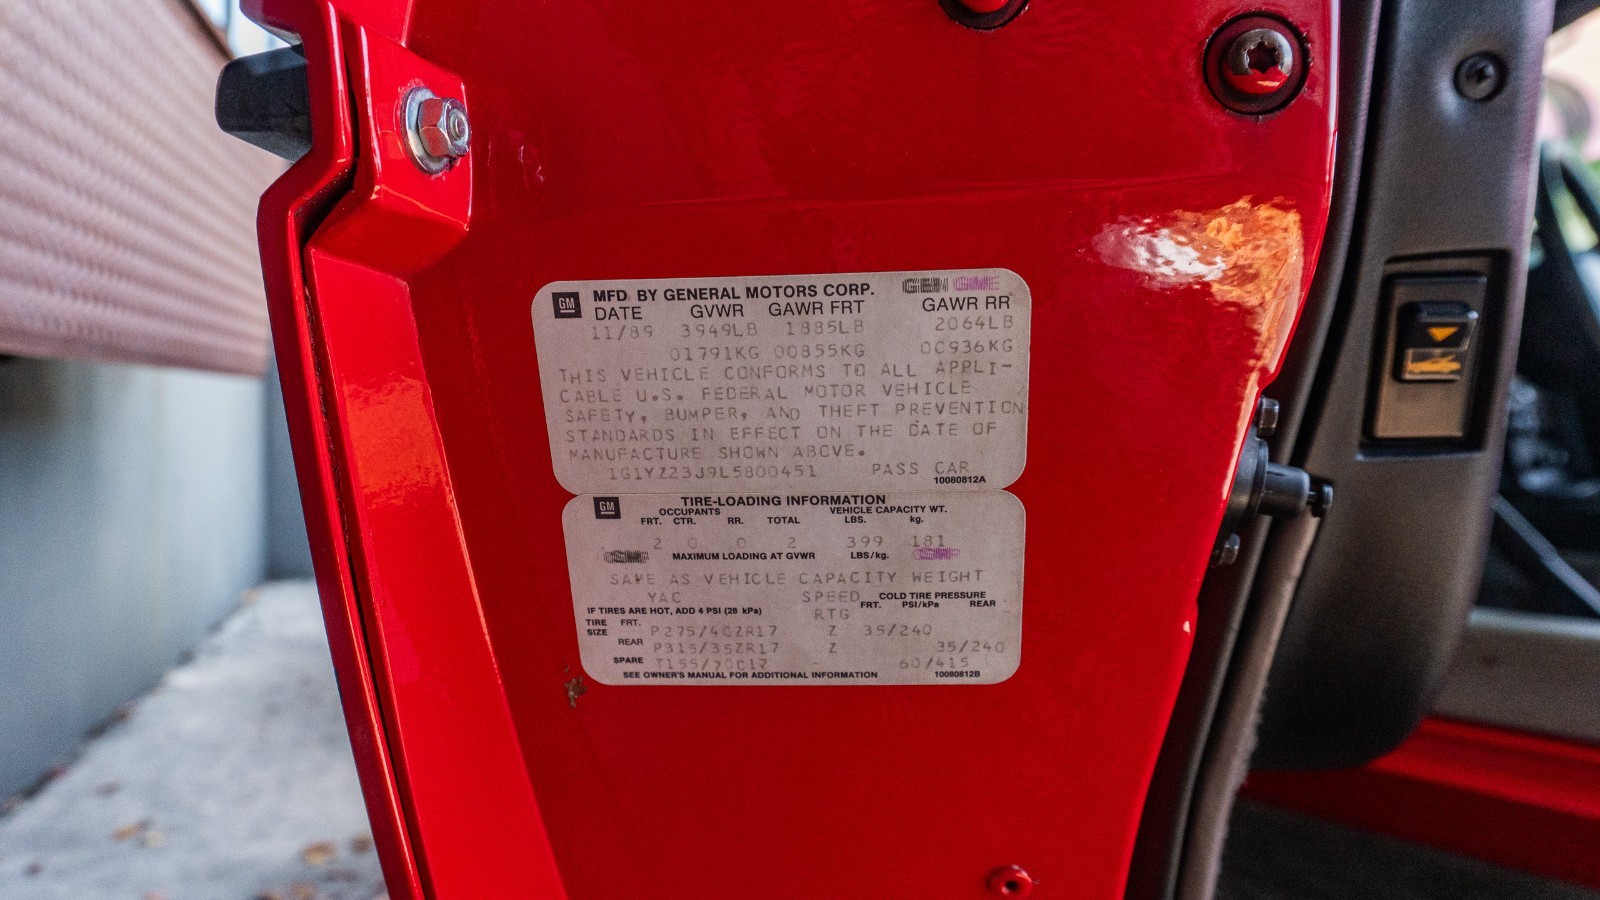 GM
MFD BY GENERAL MOTORS CORP.
DATE GVWR GAWR FRT GAWR RR
11/89 3949LB 1885LB 2064LB
01791KG 00855KG 00936KG
THIS VEHICLE CONFORMS TO ALL APPLI-
CABLE U.S. FEDERAL MOTOR VEHICLE
SAFETY, BUMPER, AND THEFT PREVENTION
STANDARDS IN EFFECT ON THE DATE OF
MANUFACTURE SHOWN ABOVE.
1G1YZ23J9L5800451 PASS CAR
10080812A
GM
TIRE-LOADING INFORMATION
OCCUPANTS VEHICLE CAPACITY WT.
FRT. CTR. RR. TOTAL LBS. kg.
2 0 0 2 399 181
MAXIMUM LOADING AT GVWR LBS/kg.
SAME AS VEHICLE CAPACITY WEIGHT
YAC SPEED COLD TIRE PRESSURE
IF TIRES ARE HOT, ADD 4 PSI (28 kPa) RTG FRT. PSI/kPa REAR
TIRE SIZE FRT. P275/40ZR17 Z 35/240
REAR P315/35ZR17 Z 35/240
SPARE T155/70D17 - 60/415
SEE OWNER'S MANUAL FOR ADDITIONAL INFORMATION 10080812B